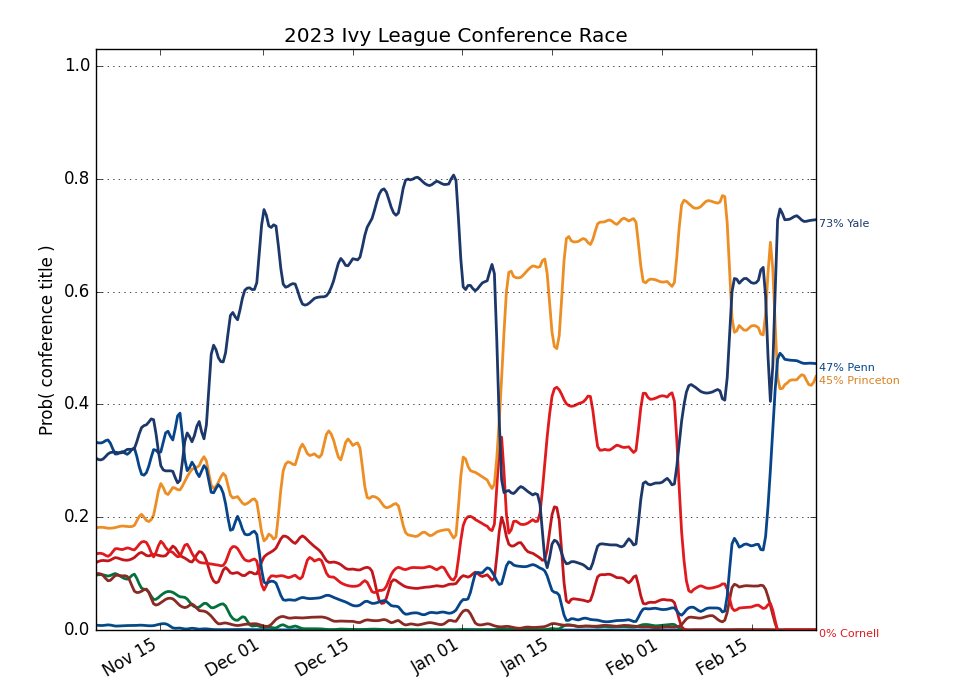 2023 Ivy League Conference Race
1.0
0.8
0.6
0.4
0.2
0.0
Prob( conference title )
73% Yale
47% Penn
45% Princeton
0% Cornell
Nov 15
Dec 01
Dec 15
Jan 01
Jan 15
Feb 01
Feb 15